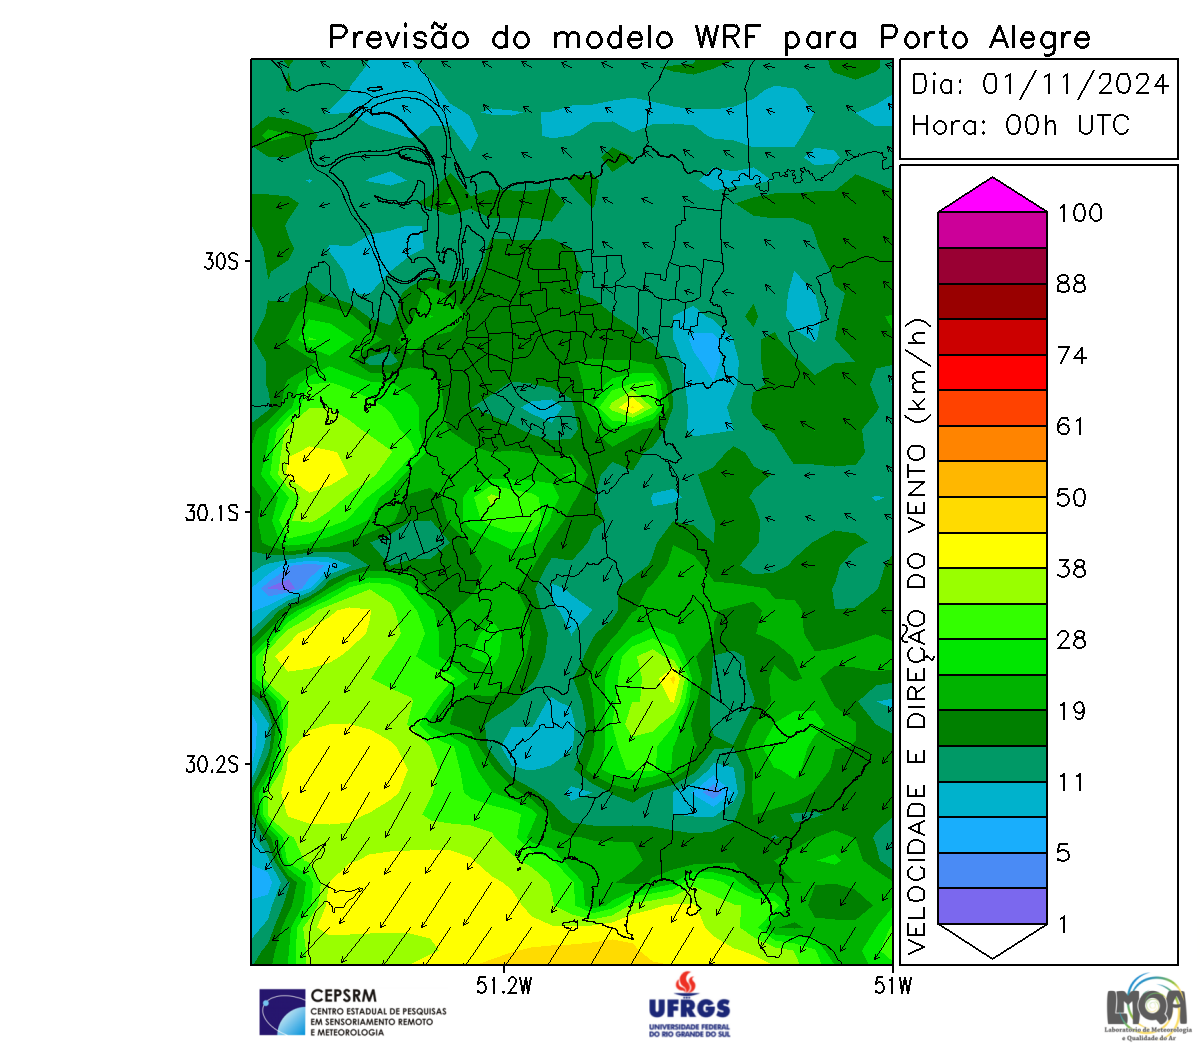 Previsão do modelo WRF para Porto Alegre
Dia: 01/11/2024
Hora: 00h UTC
30S
30.1S
30.2S
51.2W
51W
VELOCIDADE E DIREÇÃO DO VENTO (km/h)
100
88
74
61
50
38
28
19
11
5
1
CEPSRM
CENTRO ESTADUAL DE PESQUISAS
EM SENSORIAMENTO REMOTO
E METEOROLOGIA
UFRGS
UNIVERSIDADE FEDERAL
DO RIO GRANDE DO SUL
LMQA
Laboratório de Meteorologia
e Qualidade do Ar